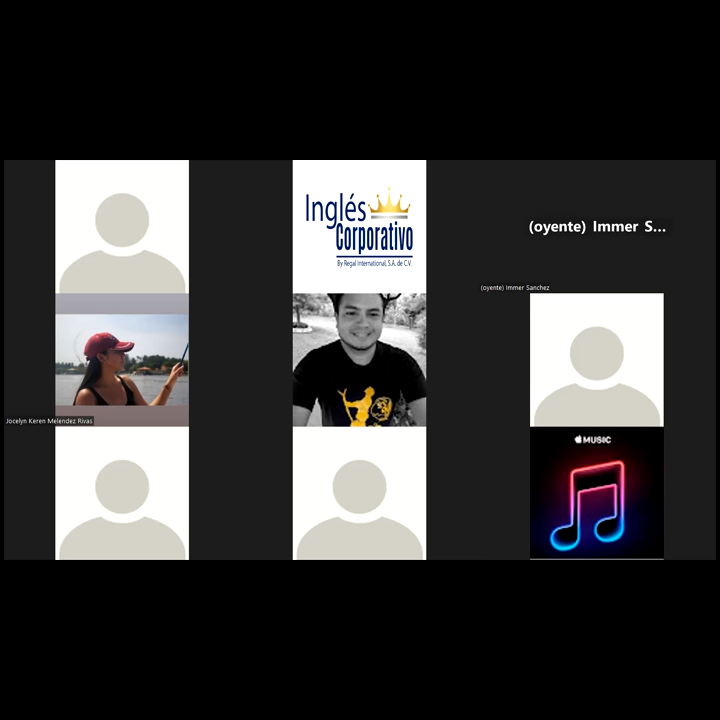 Inglés
Corporativo
By Regal International, S.A. de C.V.
(oyente) Immer S...
(oyente) Immer Sanchez
Jocelyn Keren Melendez Rivas
MUSIC